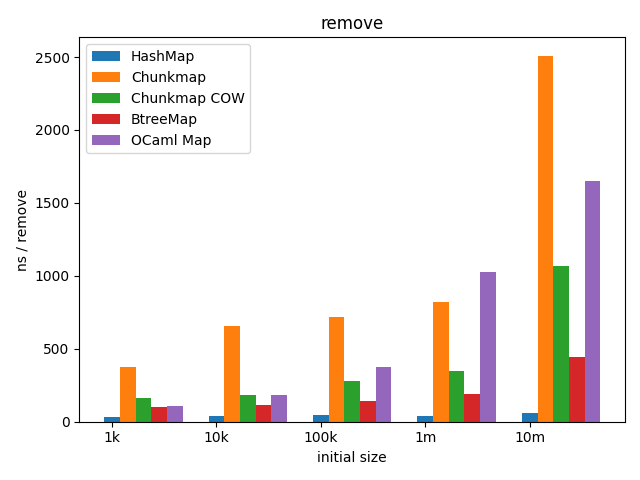 remove
HashMap
Chunkmap
Chunkmap COW
BtreeMap
OCaml Map
ns / remove
2500
2000
1500
1000
500
0
1k 10k 100k 1m 10m
initial size